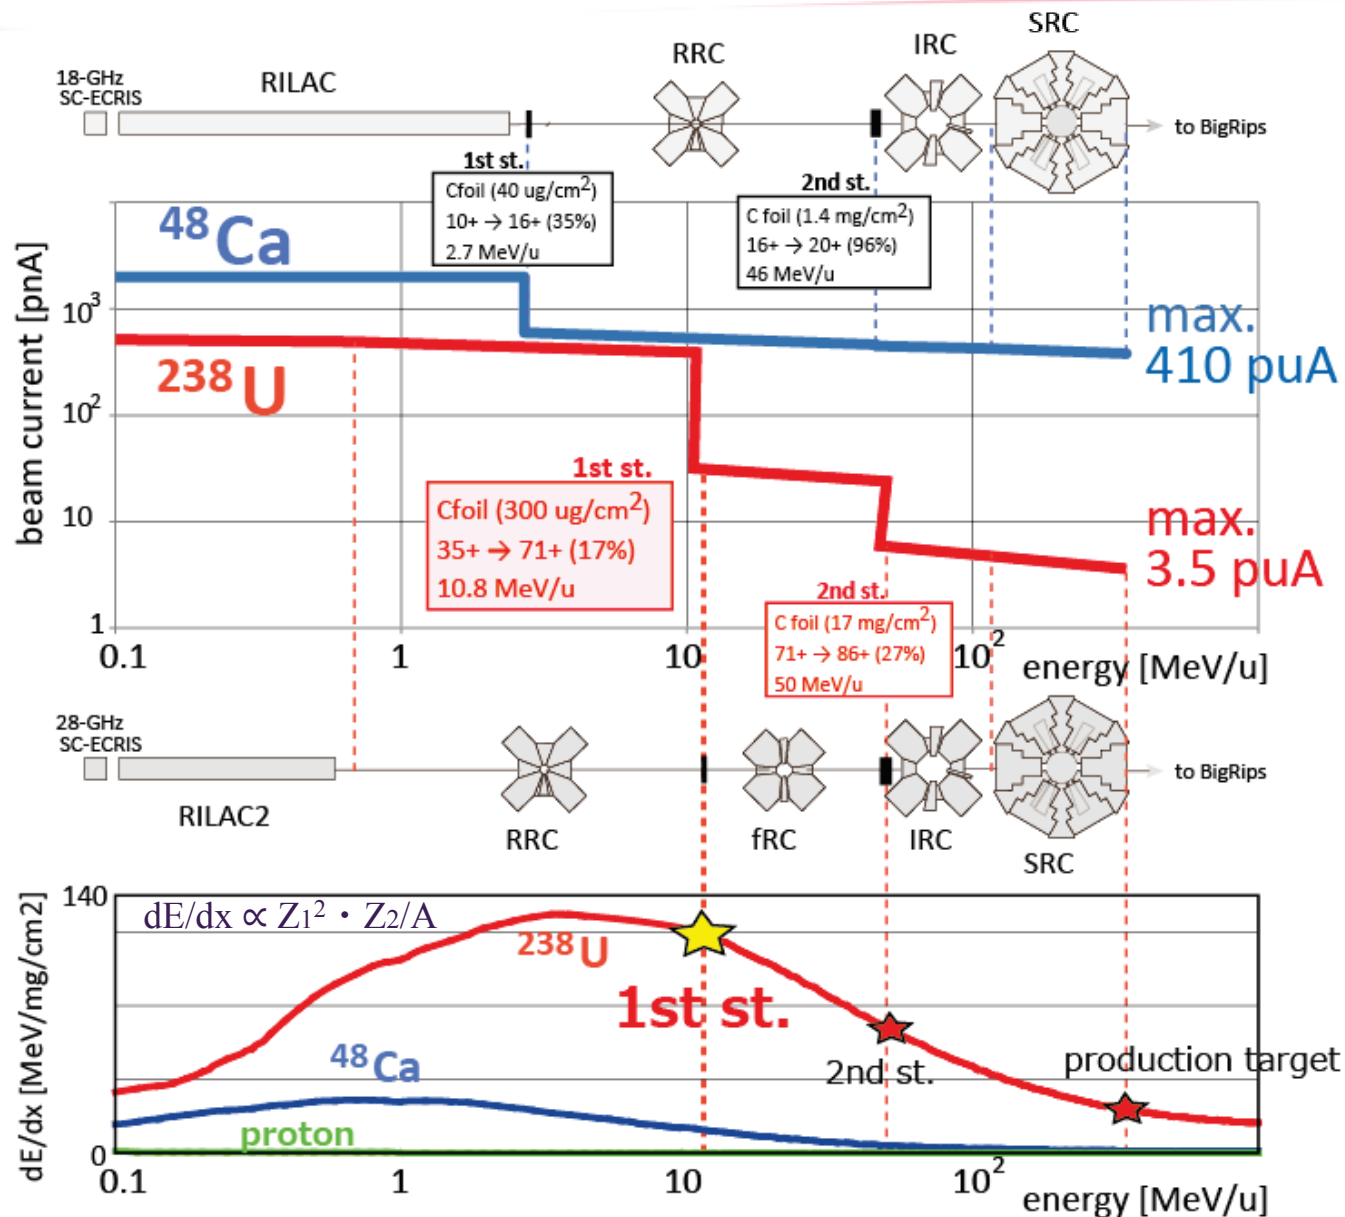 SRC
IRC
RRC
18-GHz
SC-ECRIS
RILAC
to BigRips
1st st.
Cfoil (40 ug/cm2)
10+ → 16+ (35%)
2.7 MeV/u
2nd st.
C foil (1.4 mg/cm2)
16+ → 20+ (96%)
46 MeV/u
48Ca
beam current [pnA]
103
max.
410 puA
238U
102
1st st.
Cfoil (300 ug/cm2)
35+ → 71+ (17%)
10.8 MeV/u
10
max.
3.5 puA
2nd st.
C foil (17 mg/cm2)
71+ → 86+ (27%)
50 MeV/u
1
0.1
1
10
102
energy [MeV/u]
28-GHz
SC-ECRIS
to BigRips
RILAC2
RRC
fRC
IRC
SRC
140
dE/dx ∝ Z1² · Z2/A
238U
1st st.
dE/dx [MeV/mg/cm2]
48Ca
2nd st.
production target
proton
0
0.1
1
10
102
energy [MeV/u]